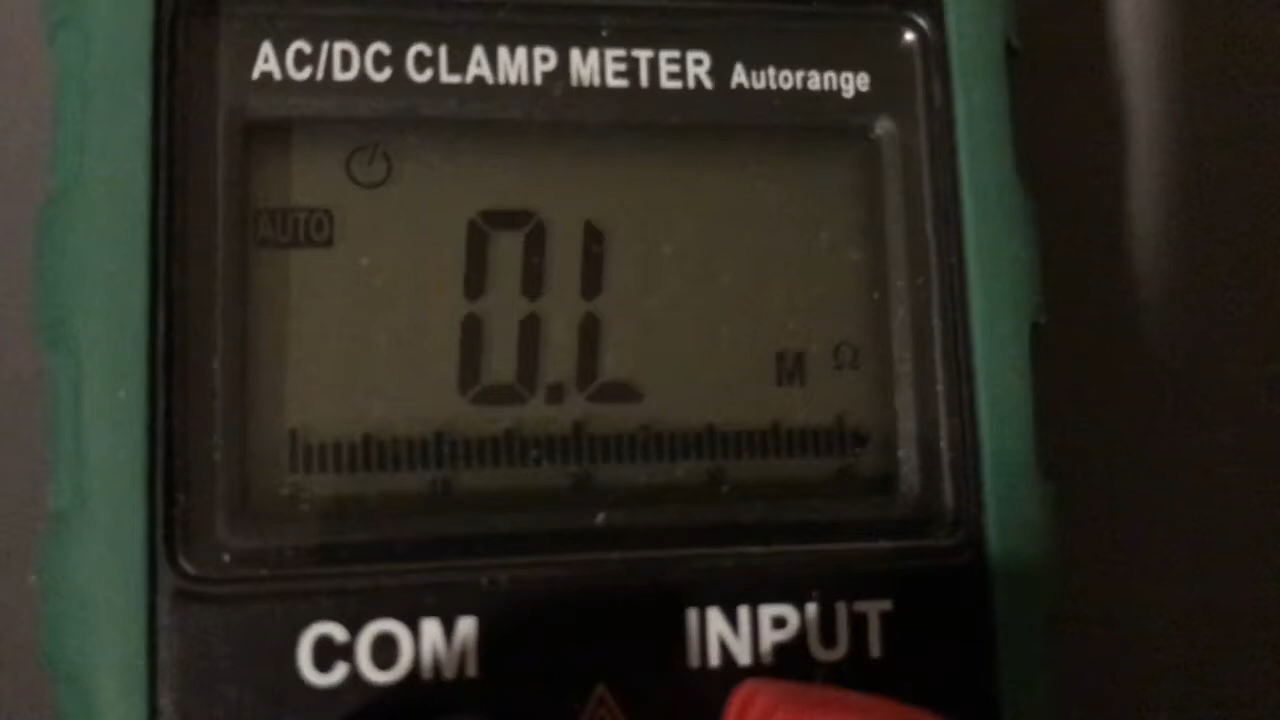 AC/DC CLAMP METER Autorange
AUTO
0.L
M Ω
COM
INPUT